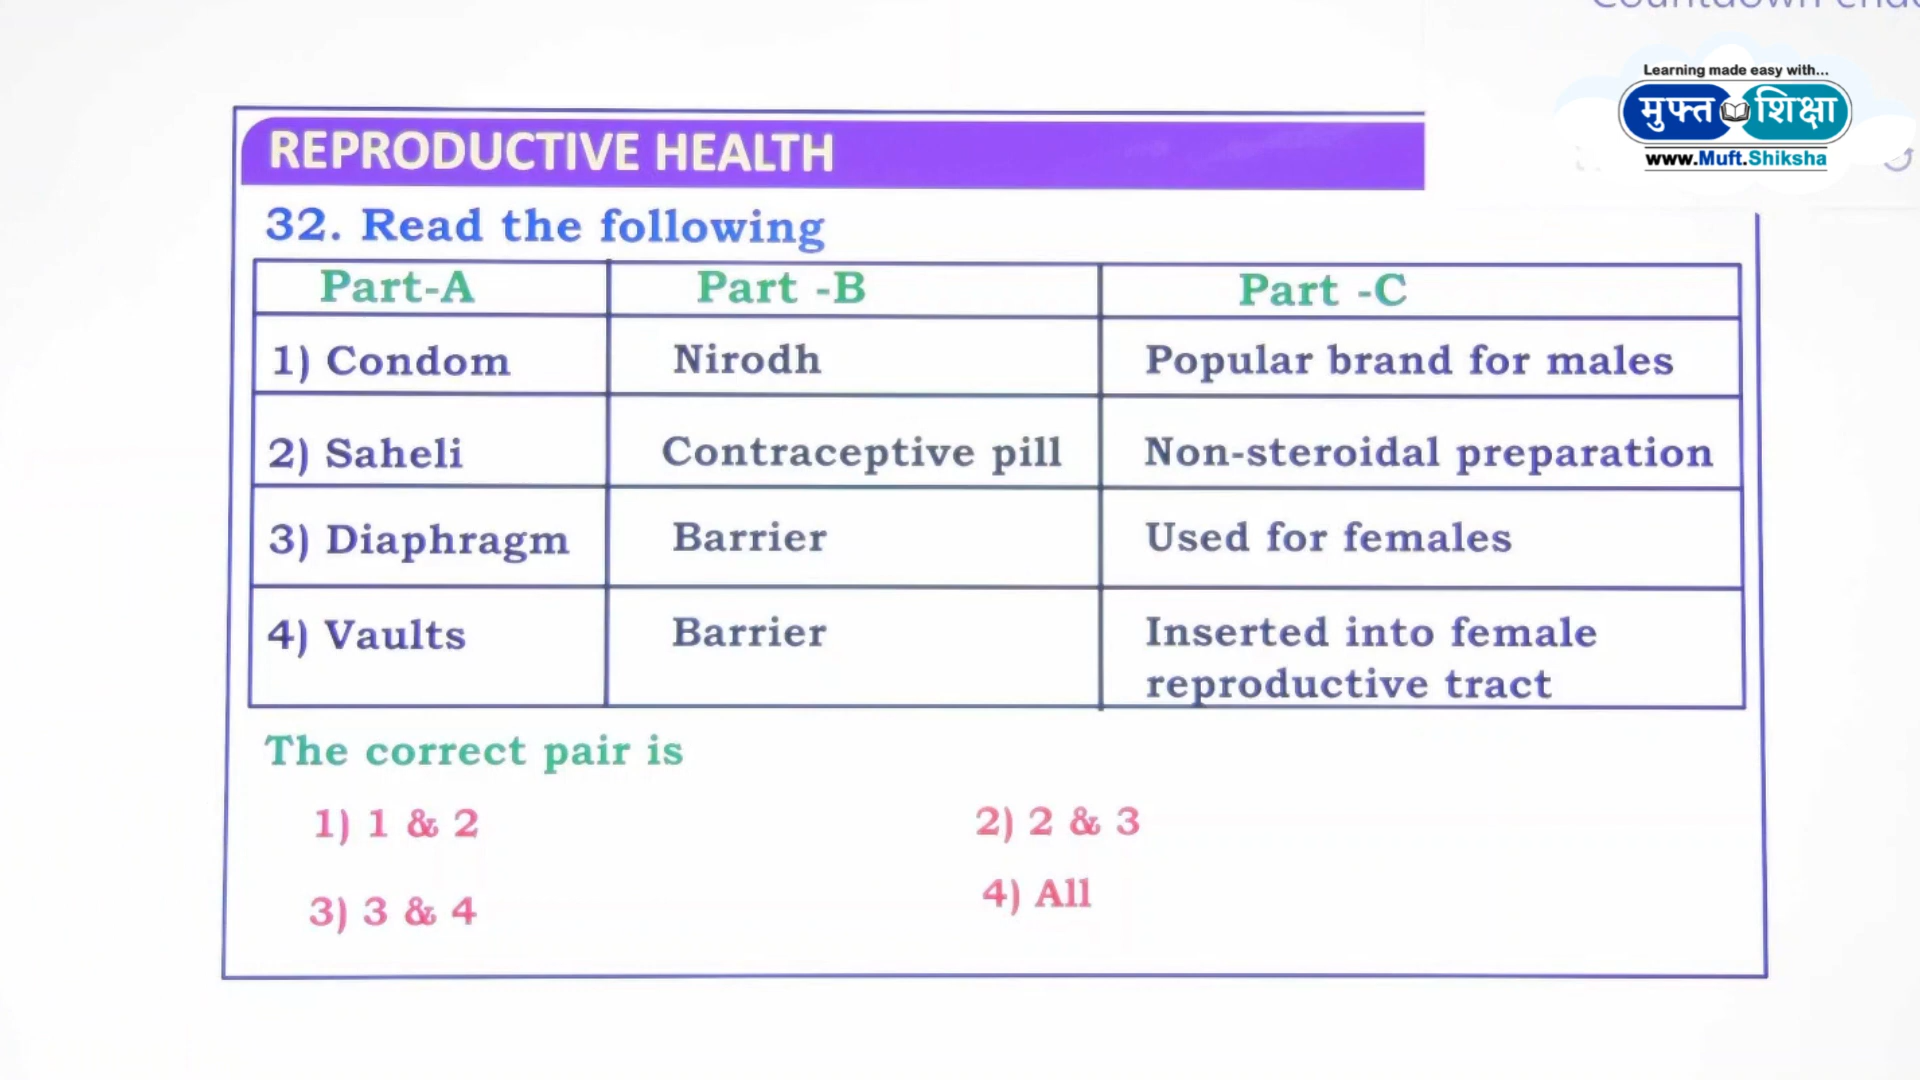 Learning made easy with...
मुफ्त शिक्षा
www.Muft.Shiksha
REPRODUCTIVE HEALTH
32. Read the following
Part-A Part -B Part -C
1) Condom Nirodh Popular brand for males
2) Saheli Contraceptive pill Non-steroidal preparation
3) Diaphragm Barrier Used for females
4) Vaults Barrier Inserted into female
reproductive tract
The correct pair is
1) 1 & 2 2) 2 & 3
3) 3 & 4 4) All